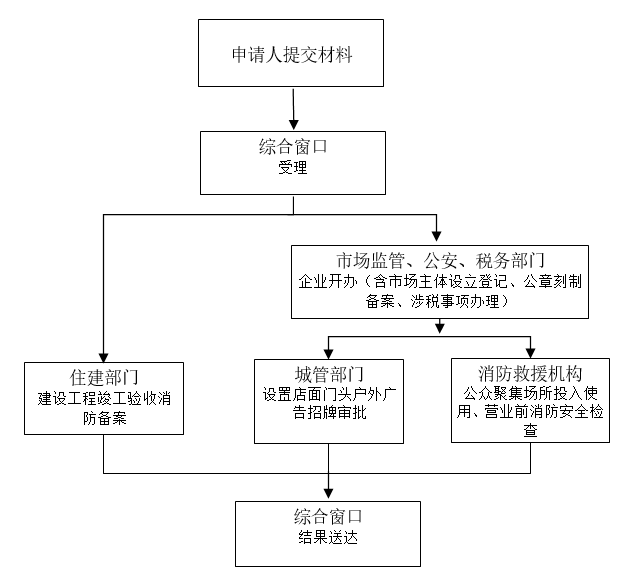 申请人提交材料
综合窗口
受理
市场监管、公安、税务部门
企业开办（含市场主体设立登记、公章刻制
备案、涉税事项办理）
住建部门
建设工程竣工验收消
防备案
城管部门
设置店面门头户外广
告招牌审批
消防救援机构
公众聚集场所投入使
用、营业前消防安全检
查
综合窗口
结果送达